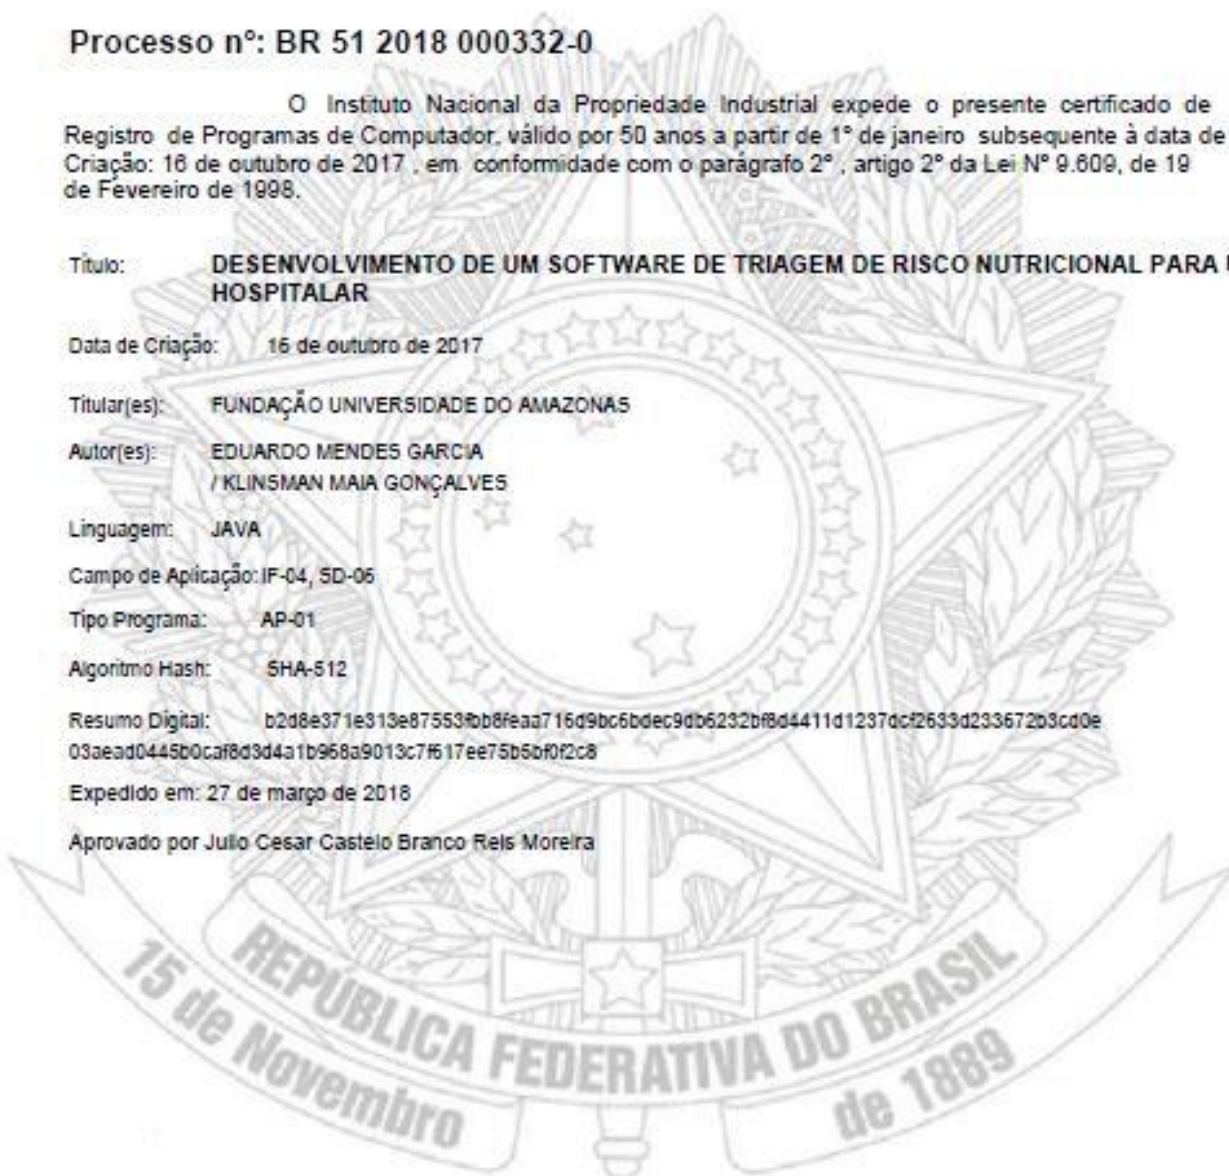 Processo nº: BR 51 2018 000332-0
O Instituto Nacional da Propriedade Industrial expede o presente certificado de
Registro de Programas de Computador, válido por 50 anos a partir de 1° de janeiro subsequente à data de
Criação: 16 de outubro de 2017 , em conformidade com o parágrafo 2° , artigo 2° da Lei Nº 9.609, de 19
de Fevereiro de 1998.
Título: DESENVOLVIMENTO DE UM SOFTWARE DE TRIAGEM DE RISCO NUTRICIONAL PARA
HOSPITALAR
Data de Criação: 16 de outubro de 2017
Titular(es): FUNDAÇÃO UNIVERSIDADE DO AMAZONAS
Autor(es): EDUARDO MENDES GARCIA
/ KLINSMAN MAIA GONÇALVES
Linguagem: JAVA
Campo de Aplicação: IF-04, SD-06
Tipo Programa: AP-01
Algoritmo Hash: SHA-512
Resumo Digital: b2d8e371e313e87553fbb8feaa716d9bc6bdec9db6232bf8d4411d1237dcf2633d233672b3cd0e
03aead0445b0caf8d3d4a1b968a9013c7f617ee75b5bf0f2c8
Expedido em: 27 de março de 2018
Aprovado por Julio Cesar Castelo Branco Reis Moreira
REPÚBLICA FEDERATIVA DO BRASIL
15 de Novembro de 1889